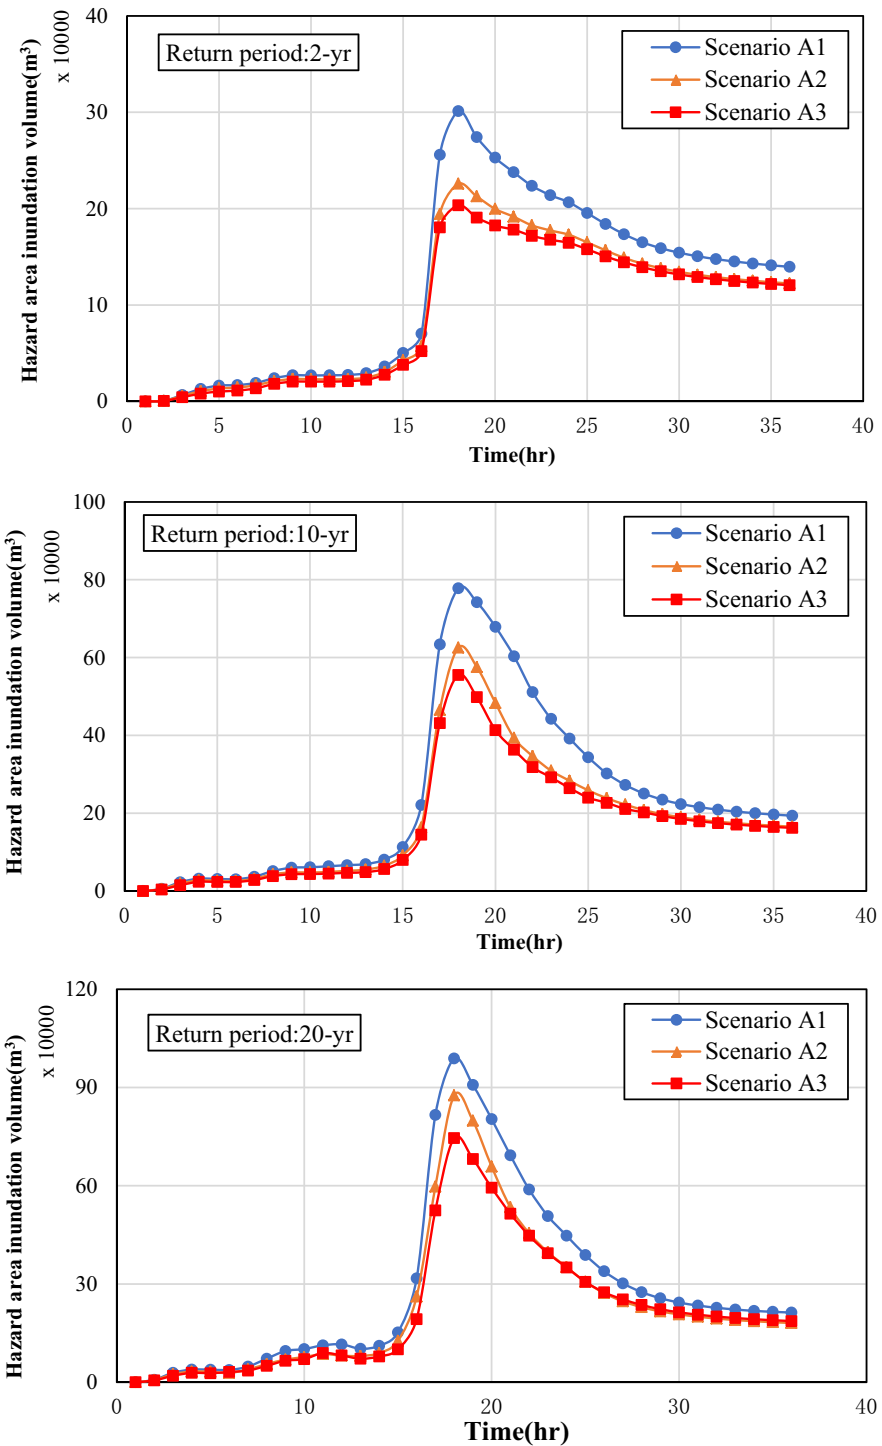 Hazard area inundation volume(m³)
x 10000
40
30
20
10
0
Return period:2-yr
Scenario A1
Scenario A2
Scenario A3
0 5 10 15 20 25 30 35 40
Time(hr)
Hazard area inundation volume(m³)
x 10000
100
80
60
40
20
0
Return period:10-yr
Scenario A1
Scenario A2
Scenario A3
0 5 10 15 20 25 30 35 40
Time(hr)
Hazard area inundation volume(m³)
x 10000
120
90
60
30
0
Return period:20-yr
Scenario A1
Scenario A2
Scenario A3
0 10 20 30 40
Time(hr)